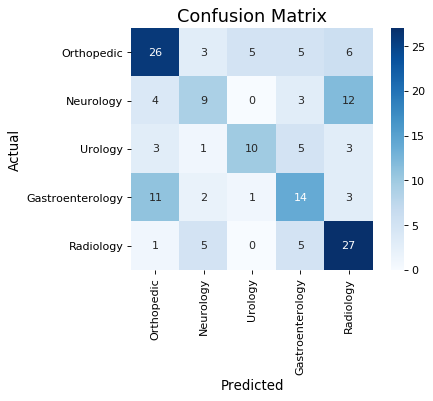 Confusion Matrix
Orthopedic 26 3 5 5 6
Neurology 4 9 0 3 12
Urology 3 1 10 5 3
Gastroenterology 11 2 1 14 3
Radiology 1 5 0 5 27
Actual
Orthopedic
Neurology
Urology
Gastroenterology
Radiology
Predicted
25
20
15
10
5
0